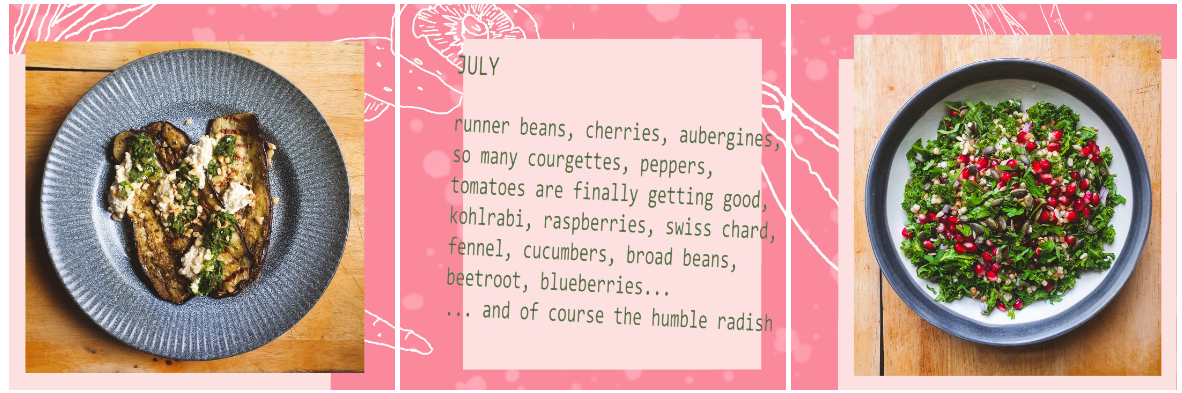 JULY
runner beans, cherries, aubergines,
so many courgettes, peppers,
tomatoes are finally getting good,
kohlrabi, raspberries, swiss chard,
fennel, cucumbers, broad beans,
beetroot, blueberries...
... and of course the humble radish